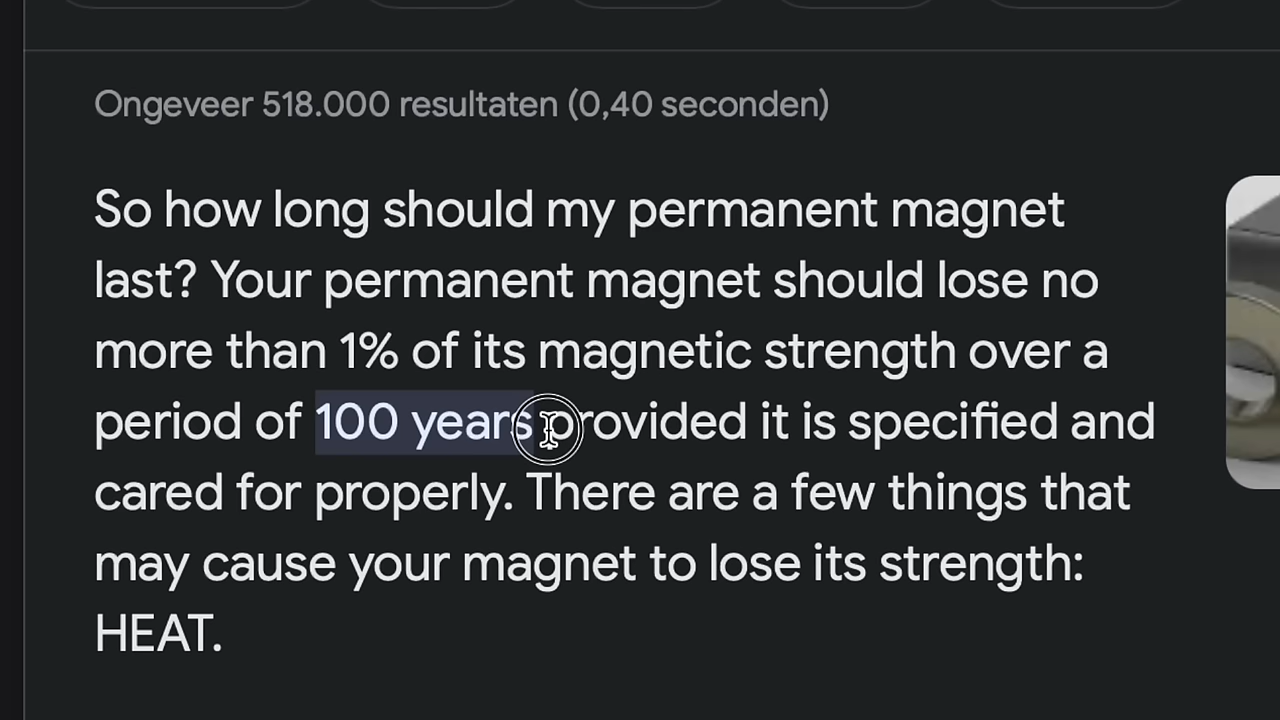 Ongeveer 518.000 resultaten (0,40 seconden)
So how long should my permanent magnet
last? Your permanent magnet should lose no
more than 1% of its magnetic strength over a
period of 100 years provided it is specified and
cared for properly. There are a few things that
may cause your magnet to lose its strength:
HEAT.